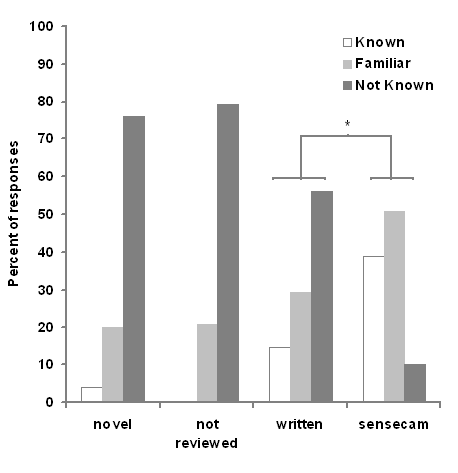 100
90
80
70
60
50
40
30
20
10
0
Percent of responses
Known
Familiar
Not Known
*
novel
not
reviewed
written
sensecam